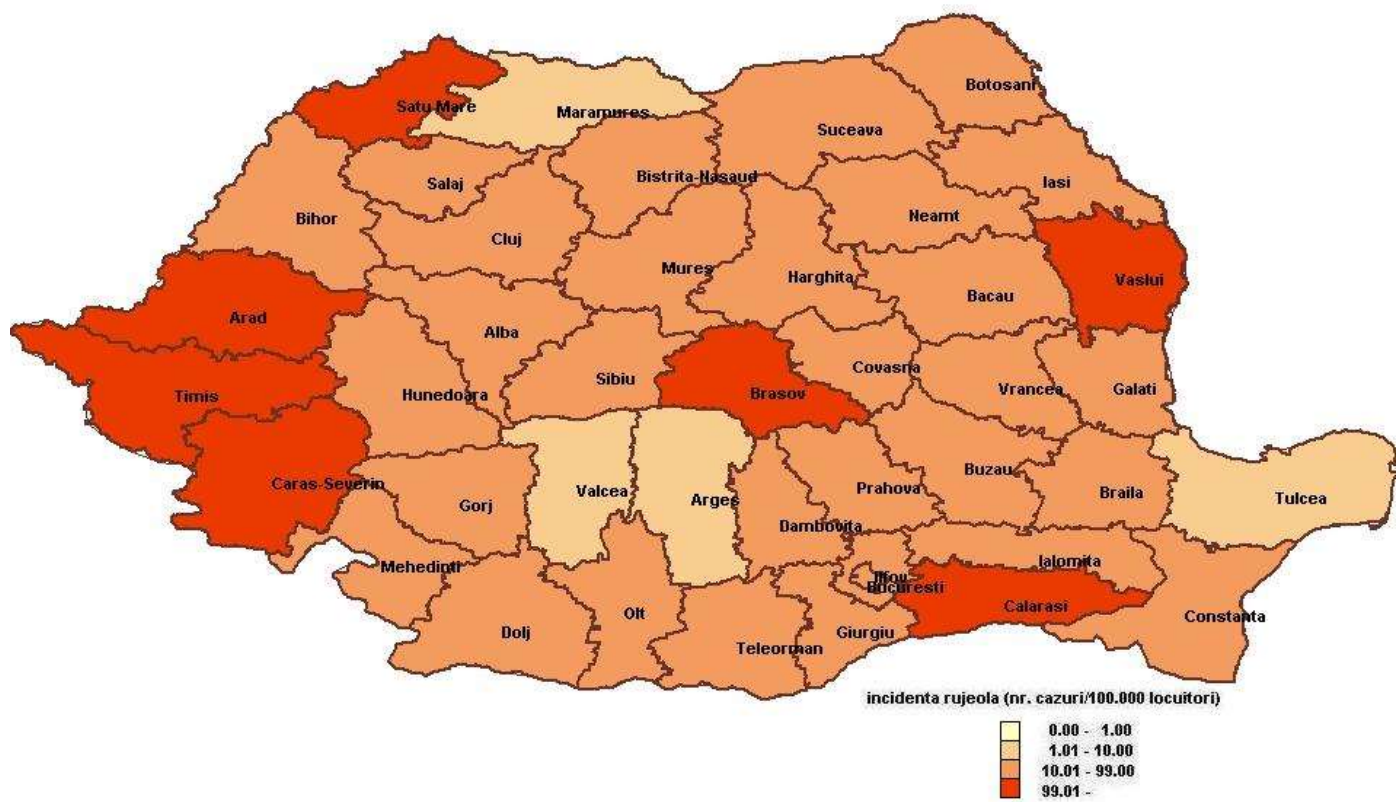 Botosani
Satu Mare
Maramures
Suceava
Bistrita-Nasaud
Salaj
Iasi
Bihor
Neamt
Cluj
Mures
Harghita
Vaslui
Bacau
Arad
Alba
Covasna
Sibiu
Vrancea
Galati
Timis
Hunedoara
Brasov
Buzau
Caras-Severin
Valcea
Arges
Prahova
Braila
Tulcea
Gorj
Dambovita
Ialomita
Mehedinti
Ilfov
Bucuresti
Calarasi
Olt
Constanta
Dolj
Giurgiu
Teleorman
incidenta rujeola (nr. cazuri/100.000 locuitori)
0.00 - 1.00
1.01 - 10.00
10.01 - 99.00
99.01 -